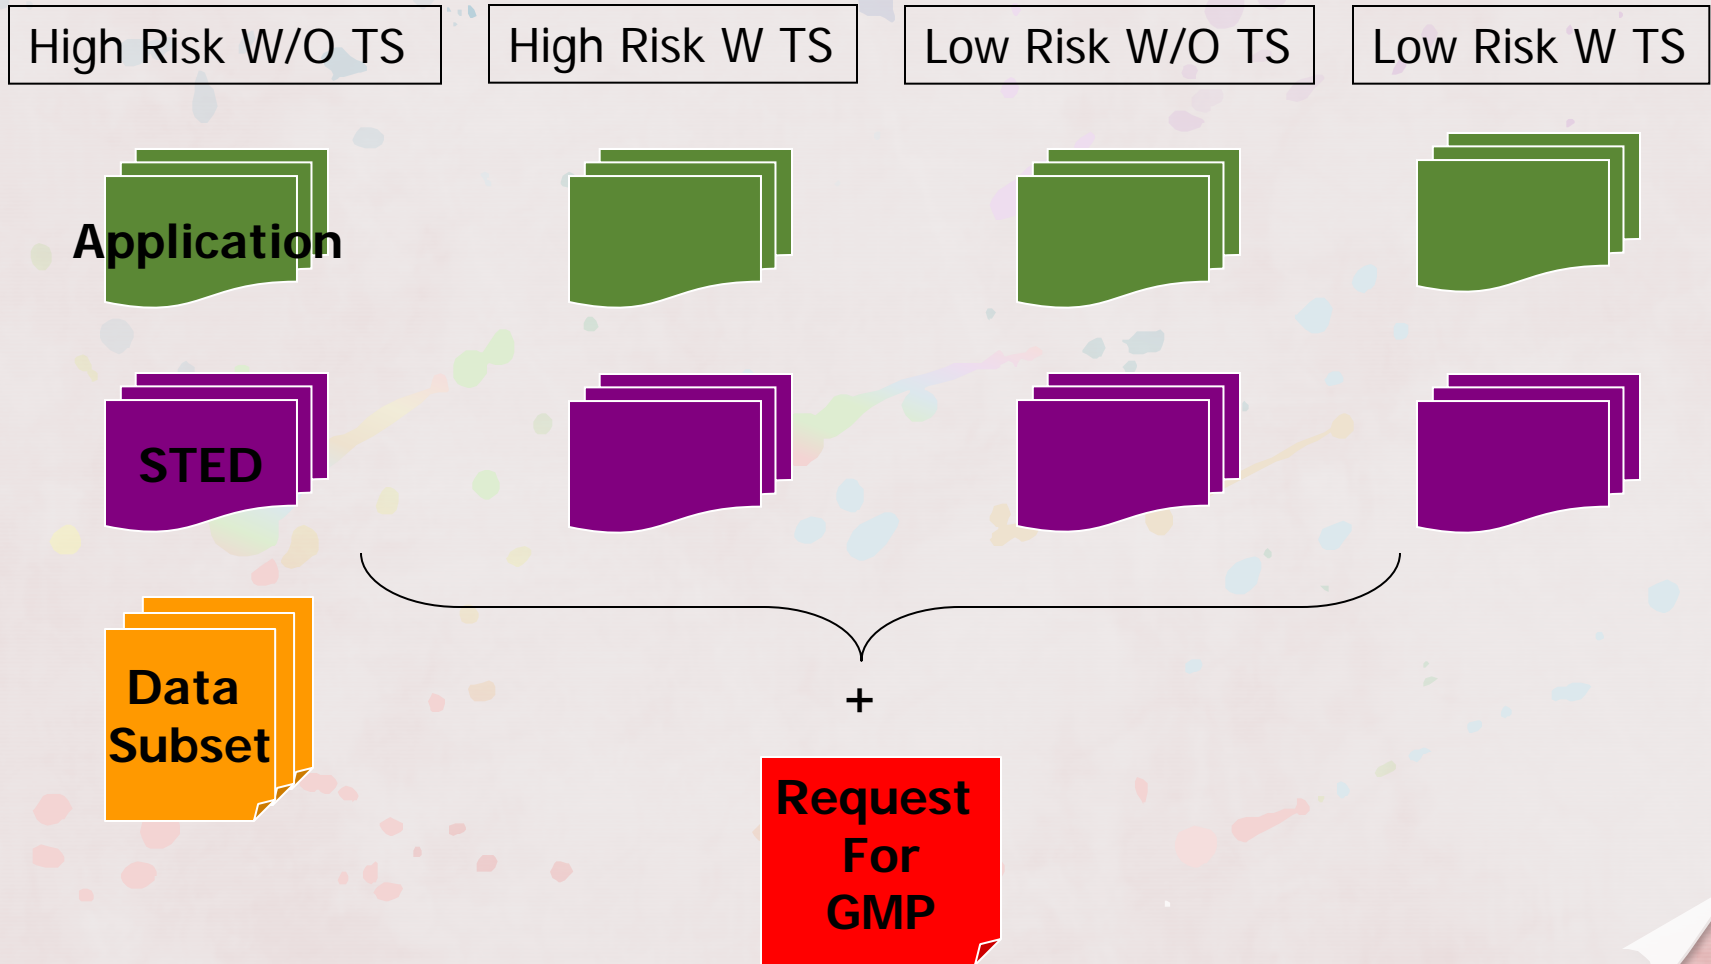 High Risk W/O TS
High Risk W TS
Low Risk W/O TS
Low Risk W TS
Application
STED
Data
Subset
+
Request
For
GMP